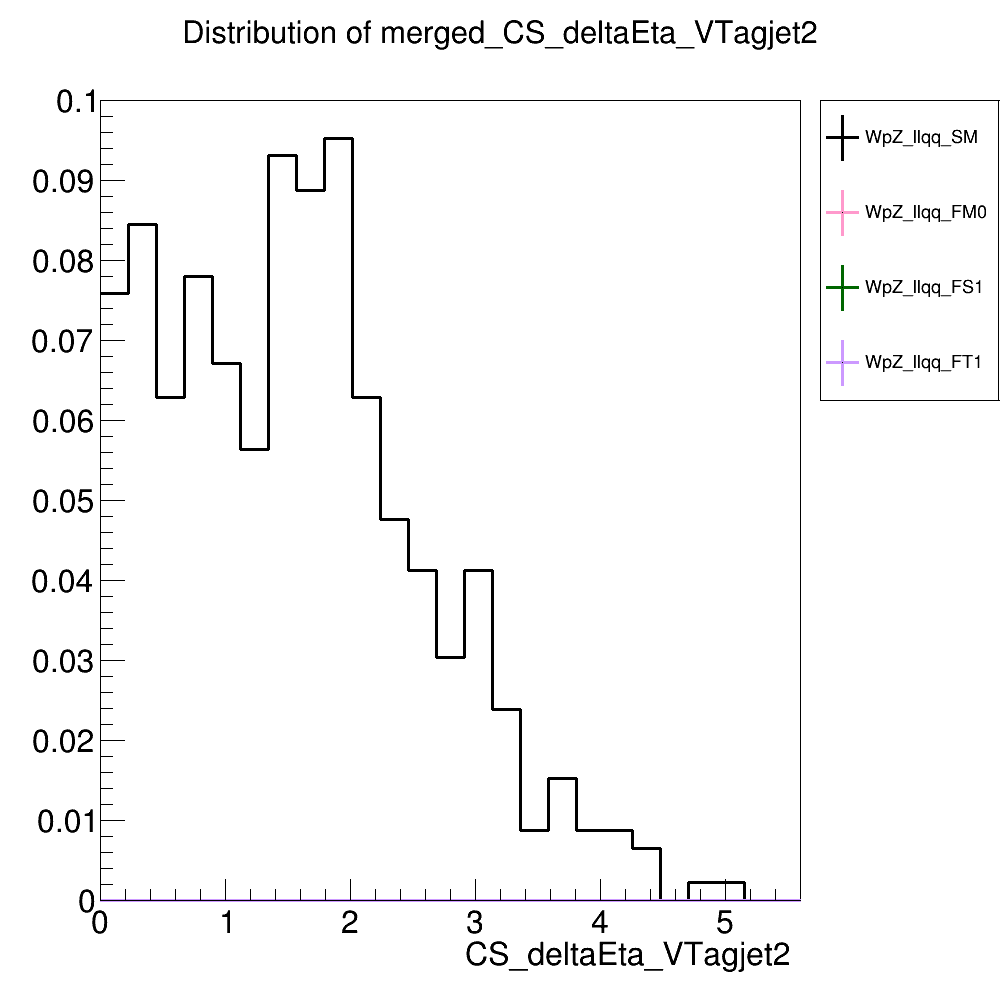 Distribution of merged_CS_deltaEta_VTagjet2
0.1
0.09
0.08
0.07
0.06
0.05
0.04
0.03
0.02
0.01
0
0 1 2 3 4 5
CS_deltaEta_VTagjet2
WpZ_llqq_SM
WpZ_llqq_FM0
WpZ_llqq_FS1
WpZ_llqq_FT1